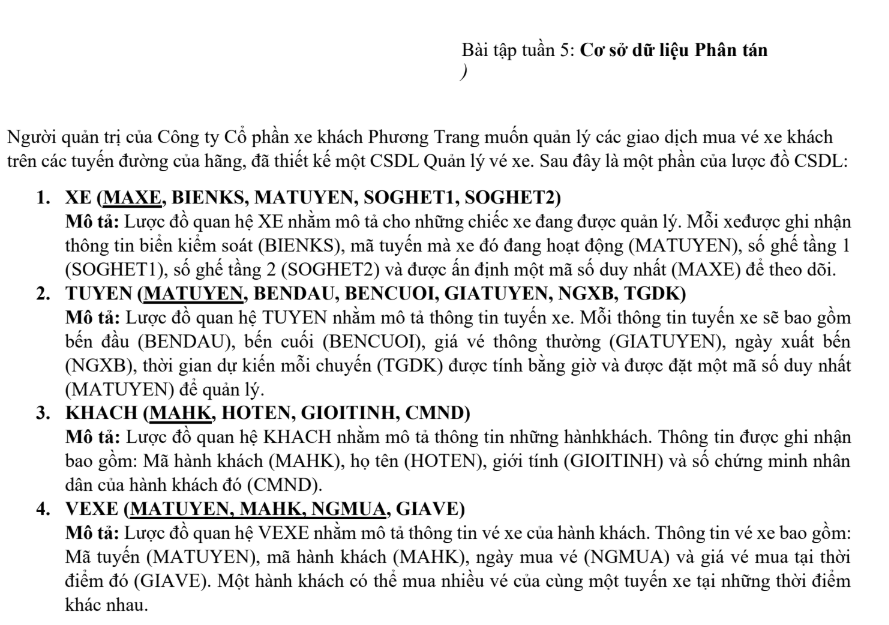 Bài tập tuần 5: Cơ sở dữ liệu Phân tán
)
Người quản trị của Công ty Cổ phần xe khách Phương Trang muốn quản lý các giao dịch mua vé xe khách
trên các tuyến đường của hãng, đã thiết kế một CSDL Quản lý vé xe. Sau đây là một phần của lược đồ CSDL:
1. XE (MAXE, BIENKS, MATUYEN, SOGHET1, SOGHET2)
Mô tả: Lược đồ quan hệ XE nhằm mô tả cho những chiếc xe đang được quản lý. Mỗi xeđược ghi nhận
thông tin biển kiểm soát (BIENKS), mã tuyến mà xe đó đang hoạt động (MATUYEN), số ghế tầng 1
(SOGHET1), số ghế tầng 2 (SOGHET2) và được ấn định một mã số duy nhất (MAXE) để theo dõi.
2. TUYEN (MATUYEN, BENDAU, BENCUOI, GIATUYEN, NGXB, TGDK)
Mô tả: Lược đồ quan hệ TUYEN nhằm mô tả thông tin tuyến xe. Mỗi thông tin tuyến xe sẽ bao gồm
bến đầu (BENDAU), bến cuối (BENCUOI), giá vé thông thường (GIATUYEN), ngày xuất bến
(NGXB), thời gian dự kiến mỗi chuyến (TGDK) được tính bằng giờ và được đặt một mã số duy nhất
(MATUYEN) để quản lý.
3. KHACH (MAHK, HOTEN, GIOITINH, CMND)
Mô tả: Lược đồ quan hệ KHACH nhằm mô tả thông tin những hànhkhách. Thông tin được ghi nhận
bao gồm: Mã hành khách (MAHK), họ tên (HOTEN), giới tính (GIOITINH) và số chứng minh nhân
dân của hành khách đó (CMND).
4. VEXE (MATUYEN, MAHK, NGMUA, GIAVE)
Mô tả: Lược đồ quan hệ VEXE nhằm mô tả thông tin vé xe của hành khách. Thông tin vé xe bao gồm:
Mã tuyến (MATUYEN), mã hành khách (MAHK), ngày mua vé (NGMUA) và giá vé mua tại thời
điểm đó (GIAVE). Một hành khách có thể mua nhiều vé của cùng một tuyến xe tại những thời điểm
khác nhau.